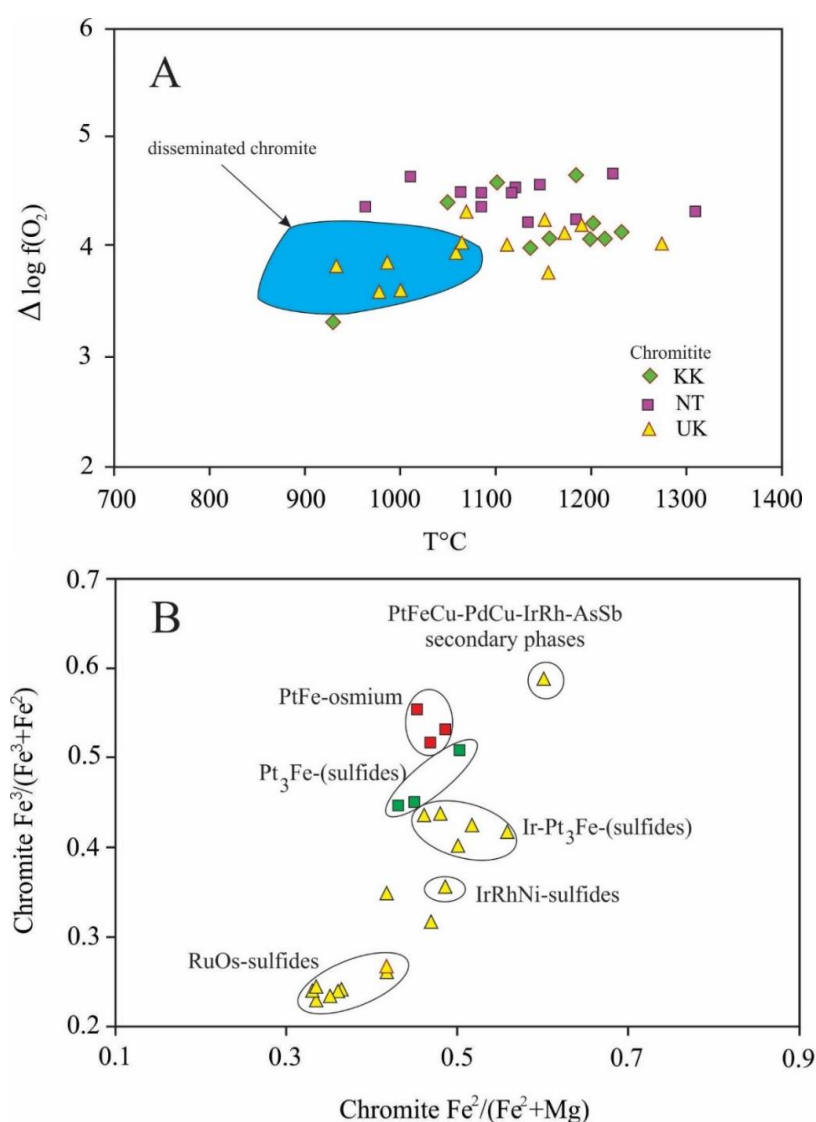 6
A
disseminated chromite
5
Δ log f(O₂)
4
3
Chromitite
KK
NT
UK
2
700 800 900 1000 1100 1200 1300 1400
T°C
0.7
B
PtFeCu-PdCu-IrRh-AsSb
secondary phases
0.6
PtFe-osmium
Chromite Fe³/(Fe³+Fe²)
0.5
Pt₃Fe-(sulfides)
Ir-Pt₃Fe-(sulfides)
0.4
IrRhNi-sulfides
0.3
RuOs-sulfides
0.2
0.1 0.3 0.5 0.7 0.9
Chromite Fe²/(Fe²+Mg)